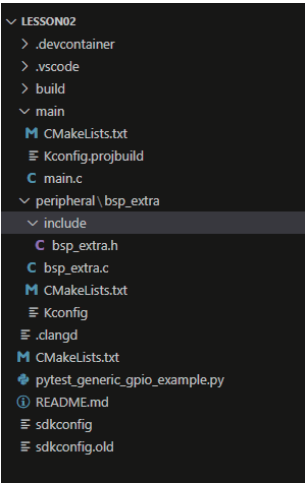 LESSON02
.devcontainer
.vscode
build
main
M CMakeLists.txt
Kconfig.projbuild
C main.c
peripheral \ bsp_extra
include
C bsp_extra.h
C bsp_extra.c
M CMakeLists.txt
Kconfig
.clangd
M CMakeLists.txt
pytest_generic_gpio_example.py
README.md
sdkconfig
sdkconfig.old